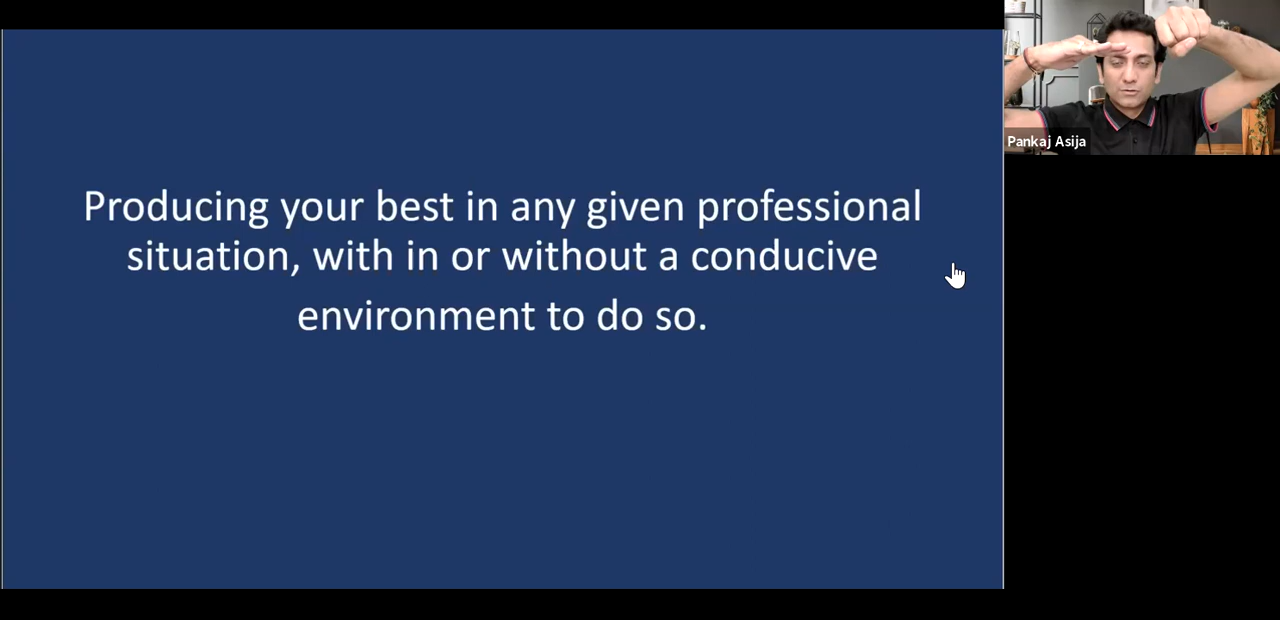 Producing your best in any given professional
situation, with in or without a conducive
environment to do so.
Pankaj Asija